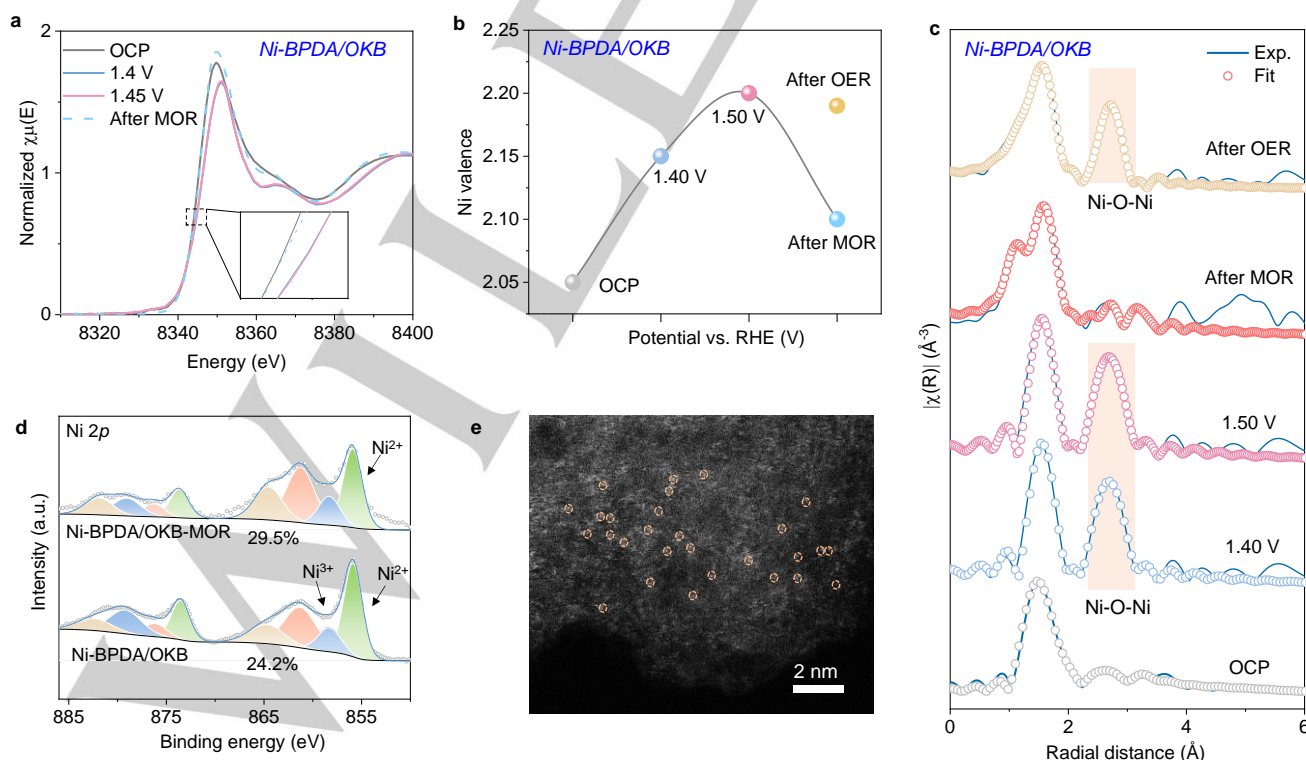 a
Ni-BPDA/OKB
OCP
1.4 V
1.45 V
After MOR
Normalized χμ(E)
2
1
0
8320
8340
8360
8380
8400
Energy (eV)
b
Ni-BPDA/OKB
Ni valence
2.25
2.20
2.15
2.10
2.05
After OER
1.50 V
1.40 V
After MOR
OCP
Potential vs. RHE (V)
c
Ni-BPDA/OKB
Exp.
Fit
After OER
Ni-O-Ni
After MOR
1.50 V
1.40 V
Ni-O-Ni
OCP
|χ(R)| (Å-3)
0
2
4
6
Radial distance (Å)
d
Ni 2p
Ni2+
Ni-BPDA/OKB-MOR
29.5%
Ni3+
Ni2+
Ni-BPDA/OKB
24.2%
Intensity (a.u.)
885
875
865
855
Binding energy (eV)
e
2 nm
WILE